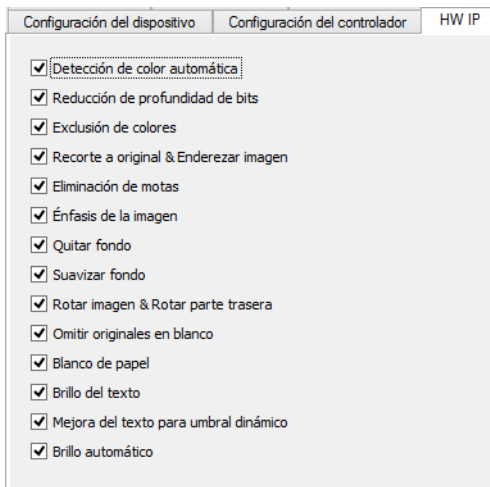 Configuración del dispositivo Configuración del controlador HW IP
Detección de color automática
Reducción de profundidad de bits
Exclusión de colores
Recorte a original & Enderezar imagen
Eliminación de motas
Énfasis de la imagen
Quitar fondo
Suavizar fondo
Rotar imagen & Rotar parte trasera
Omitir originales en blanco
Blanco de papel
Brillo del texto
Mejora del texto para umbral dinámico
Brillo automático